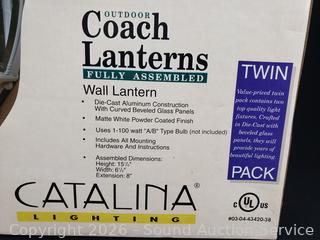 OUTDOOR
Coach
Lanterns
FULLY ASSEMBLED
Wall Lantern
• Die-Cast Aluminum Construction
With Curved Beveled Glass Panels
• Matte White Powder Coated Finish
• Uses 1-100 watt "A/B" Type Bulb (not included)
• Includes All Mounting
Hardware And Instructions
• Assembled Dimensions:
Height: 15½"
Width: 6½"
Extension: 8"
TWIN
Value-priced twin
pack contains two
top quality light
fixtures. Crafted
in Die-Cast with
beveled glass
panels, they will
provide years of
beautiful lighting.
PACK
CATALINA®
LIGHTING
C UL US
#03-04-43420-38
Copyright 2026 - Sound Auction Service